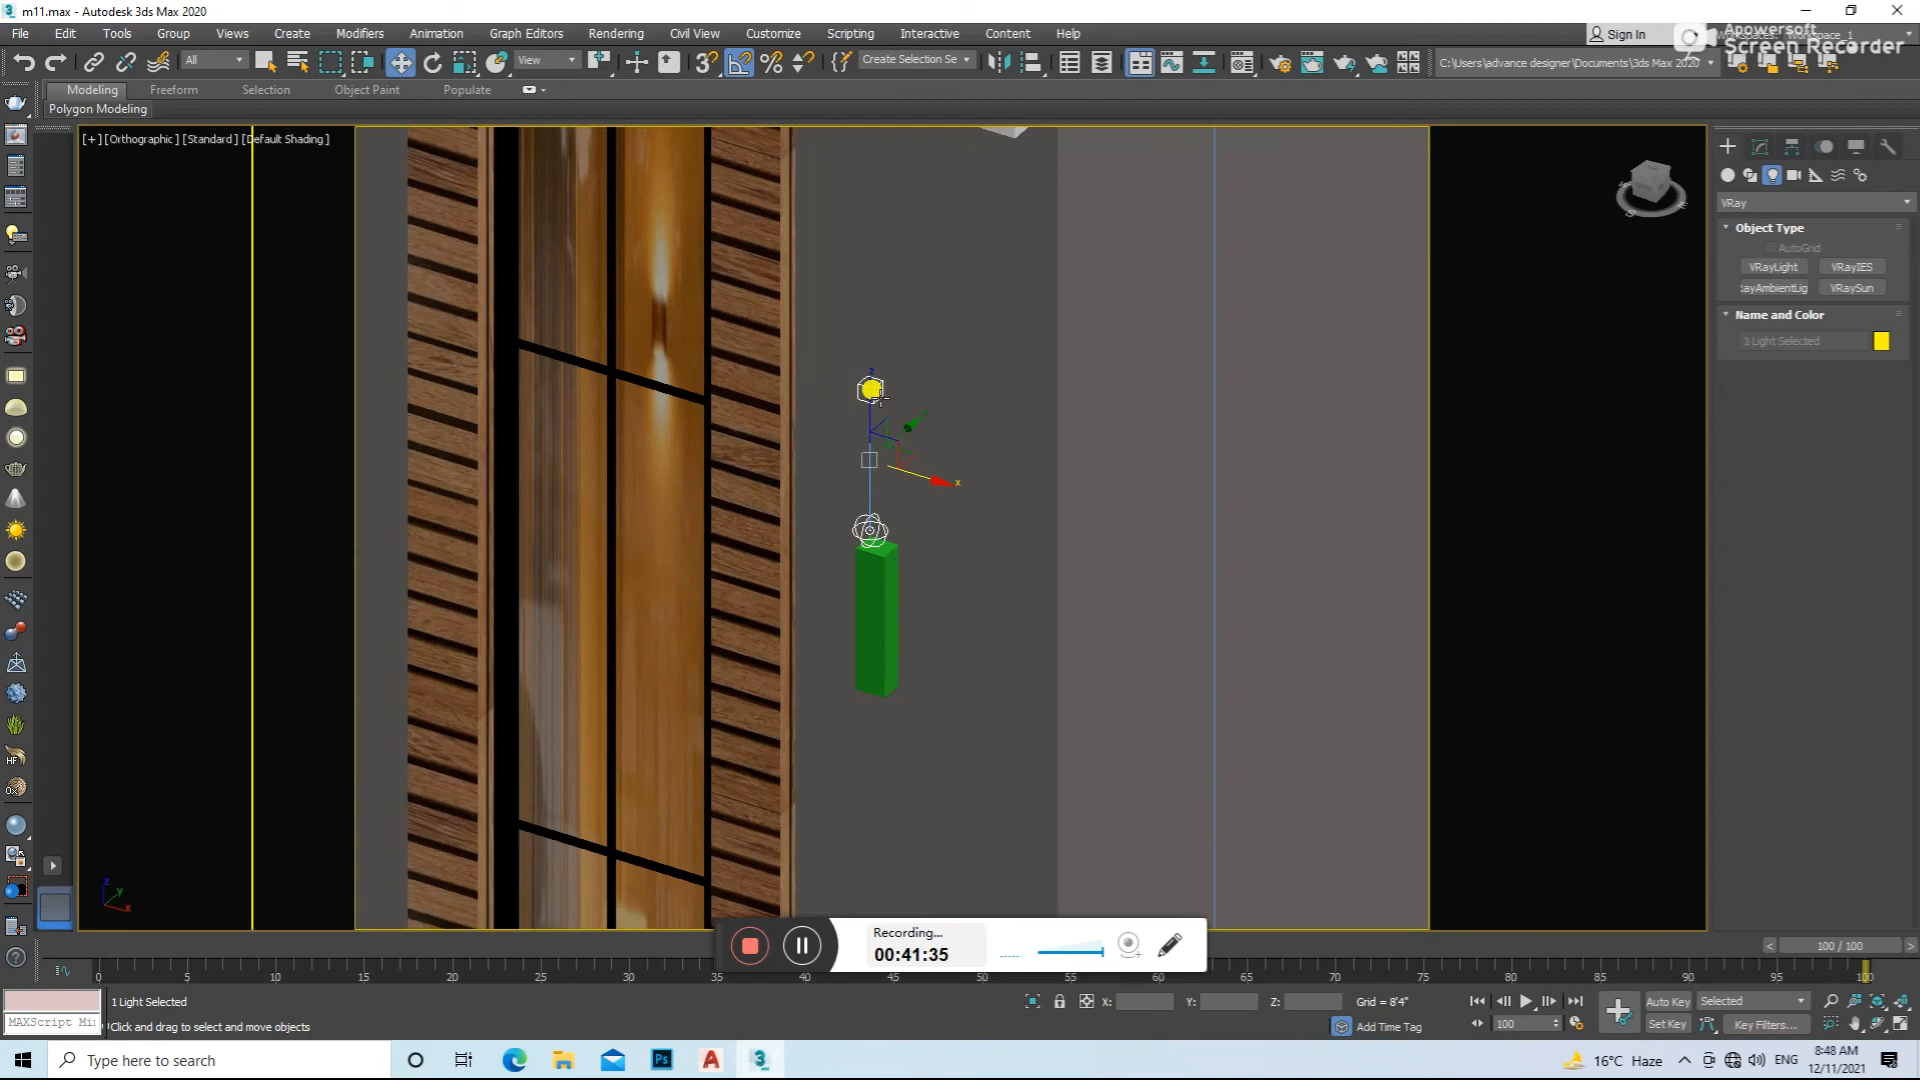 m11.max - Autodesk 3ds Max 2020
File Edit Tools Group Views Create Modifiers Animation Graph Editors Rendering Civil View Customize Scripting Interactive Content Help
Sign In
Apowersoft
Screen Recorder
All
View
Create Selection Se
C:\Users\advance designer\Documents\3ds Max 2020
Modeling Freeform Selection Object Paint Populate
Polygon Modeling
[+] [Orthographic ] [Standard ] [Default Shading ]
VRay
Object Type
AutoGrid
VRayLight VRayIES
RayAmbientLig VRaySun
Name and Color
1 Light Selected
z
x
z
y
x
Recording...
00:41:35
100 / 100
0 5 10 15 20 25 30 35 40 45 50 55 60 65 70 75 80 85 90 95 100
1 Light Selected
X: Y: Z: Grid = 8'4"
Auto Key Selected
MAXScript Mi
Click and drag to select and move objects
Add Time Tag
100
Set Key Key Filters...
Type here to search
16°C Haze
ENG
8:48 AM
12/11/2021